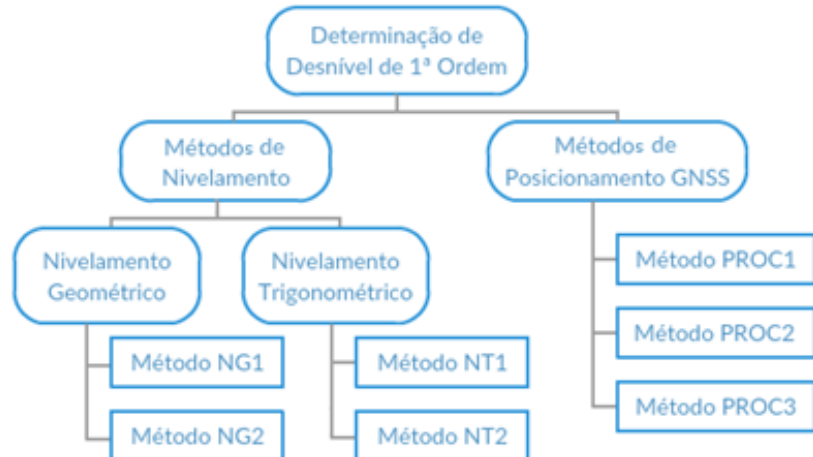 Determinação de
Desnível de 1ª Ordem
Métodos de
Nivelamento
Métodos de
Posicionamento GNSS
Nivelamento
Geométrico
Nivelamento
Trigonométrico
Método PROC1
Método PROC2
Método PROC3
Método NG1
Método NT1
Método NG2
Método NT2